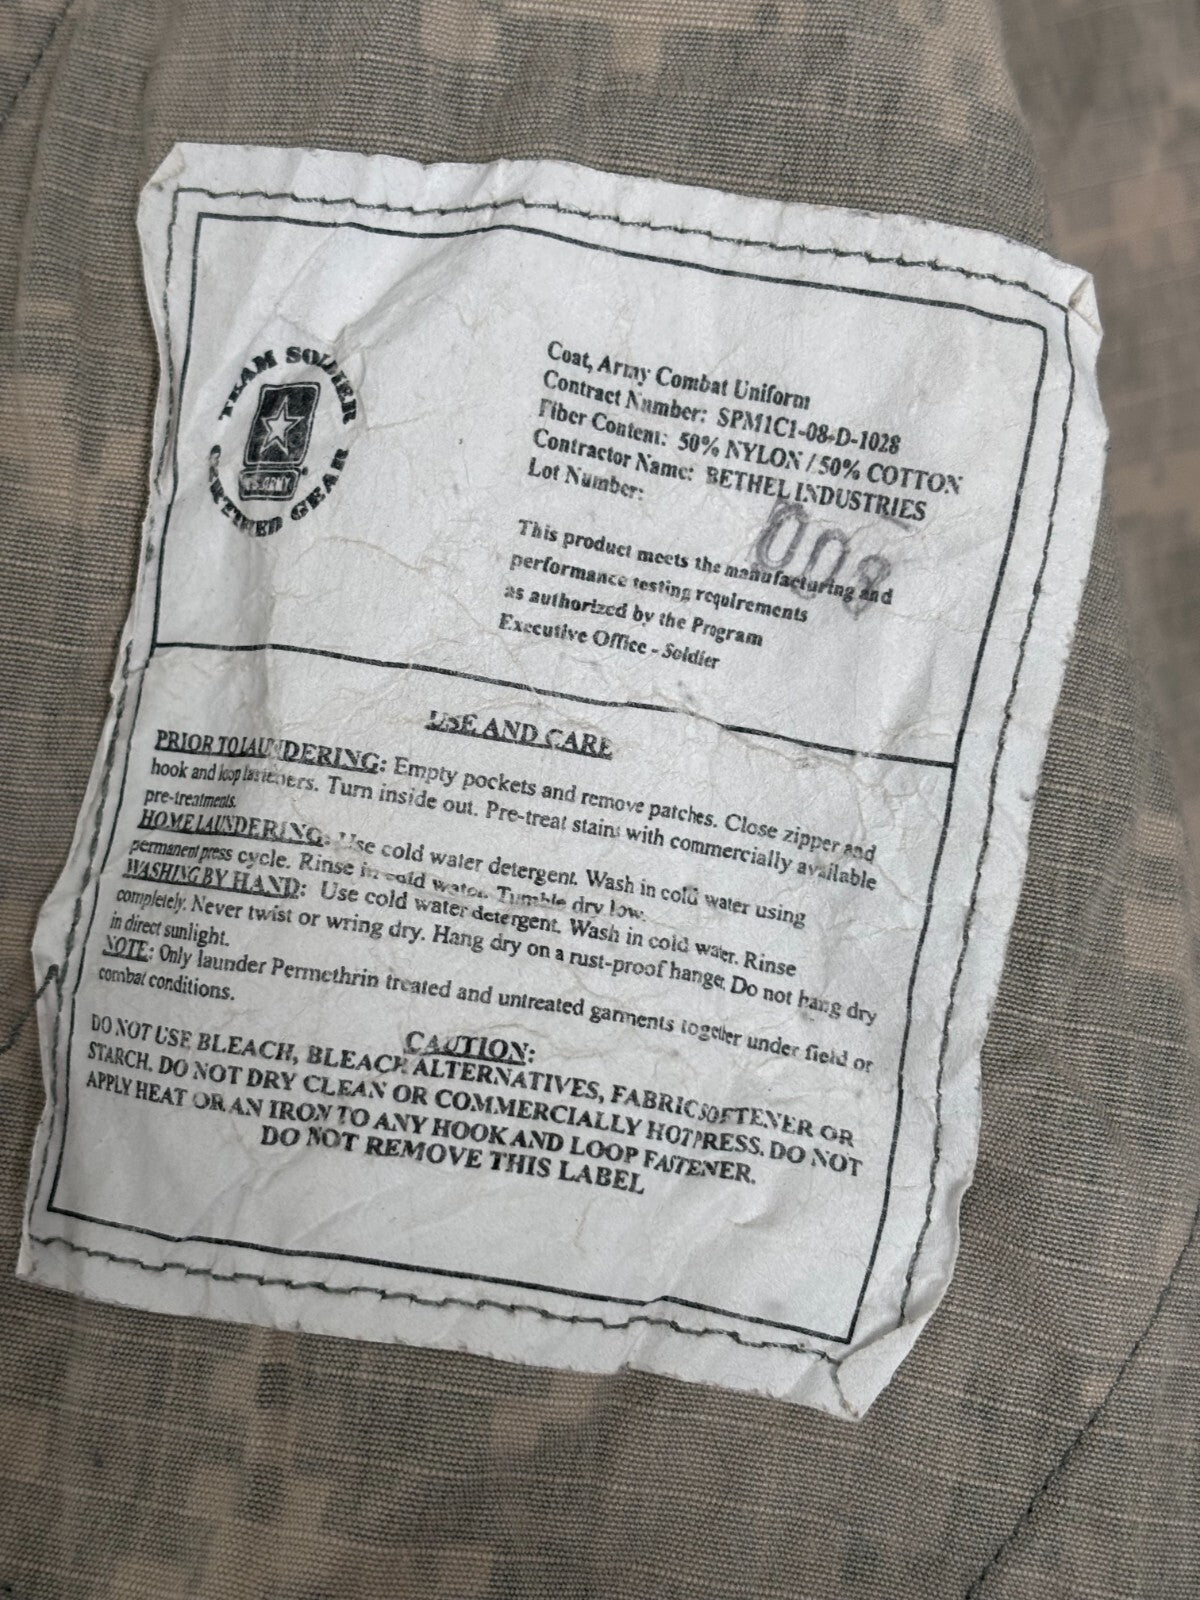 TEAM SOLDIER
CERTIFIED GEAR
U.S. ARMY
Coat, Army Combat Uniform
Contract Number: SPM1C1-08-D-1028
Fiber Content: 50% NYLON / 50% COTTON
Contractor Name: BETHEL INDUSTRIES
Lot Number:
008
This product meets the manufacturing and
performance testing requirements
as authorized by the Program
Executive Office - Soldier
USE AND CARE
PRIOR TO LAUNDERING: Empty pockets and remove patches. Close zipper and
hook and loop fasteners. Turn inside out. Pre-treat stains with commercially available
pre-treatments.
HOME LAUNDERING: Use cold water detergent. Wash in cold water using
permanent press cycle. Rinse in cold water. Tumble dry low.
WASHING BY HAND: Use cold water detergent. Wash in cold water. Rinse
completely. Never twist or wring dry. Hang dry on a rust-proof hanger. Do not hang dry
in direct sunlight.
NOTE: Only launder Permethrin treated and untreated garments together under field or
combat conditions.
CAUTION:
DO NOT USE BLEACH, BLEACH ALTERNATIVES, FABRIC SOFTENER OR
STARCH. DO NOT DRY CLEAN OR COMMERCIALLY HOT PRESS. DO NOT
APPLY HEAT OR AN IRON TO ANY HOOK AND LOOP FASTENER.
DO NOT REMOVE THIS LABEL